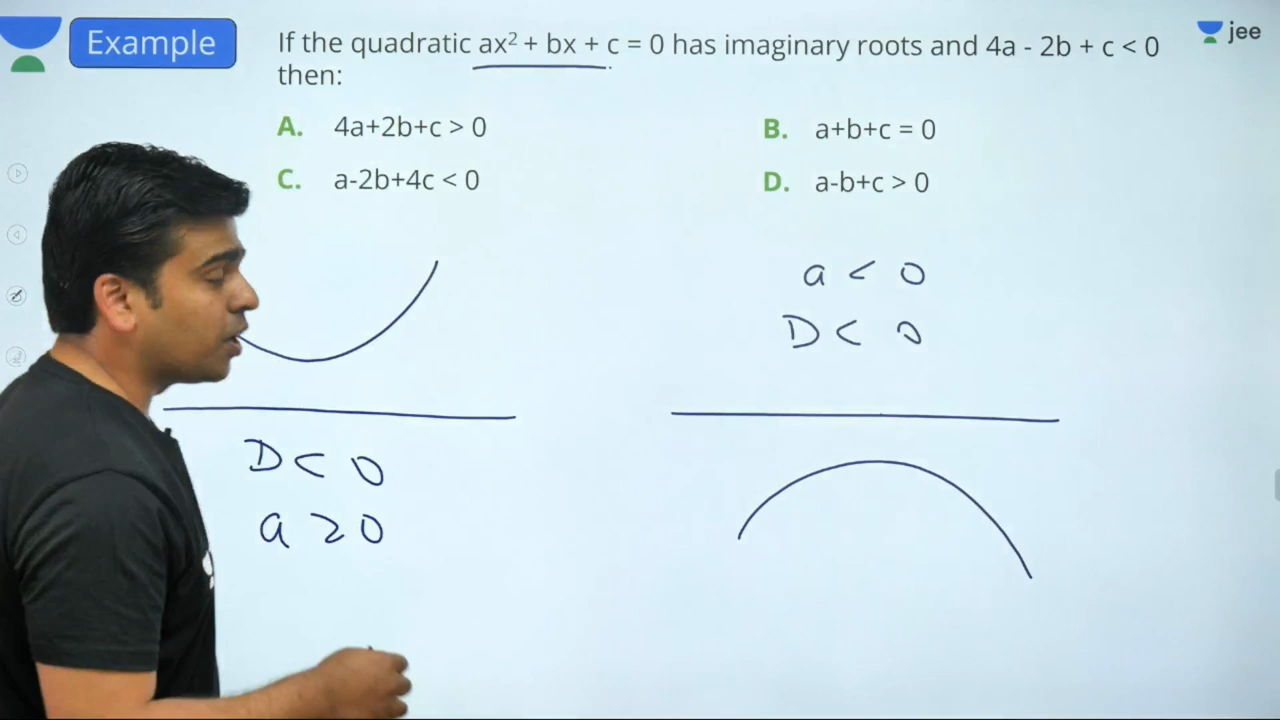 Example
If the quadratic ax² + bx + c = 0 has imaginary roots and 4a - 2b + c < 0
then:
jee
A. 4a+2b+c > 0
B. a+b+c = 0
C. a-2b+4c < 0
D. a-b+c > 0
a < 0
D < 0
D < 0
a > 0